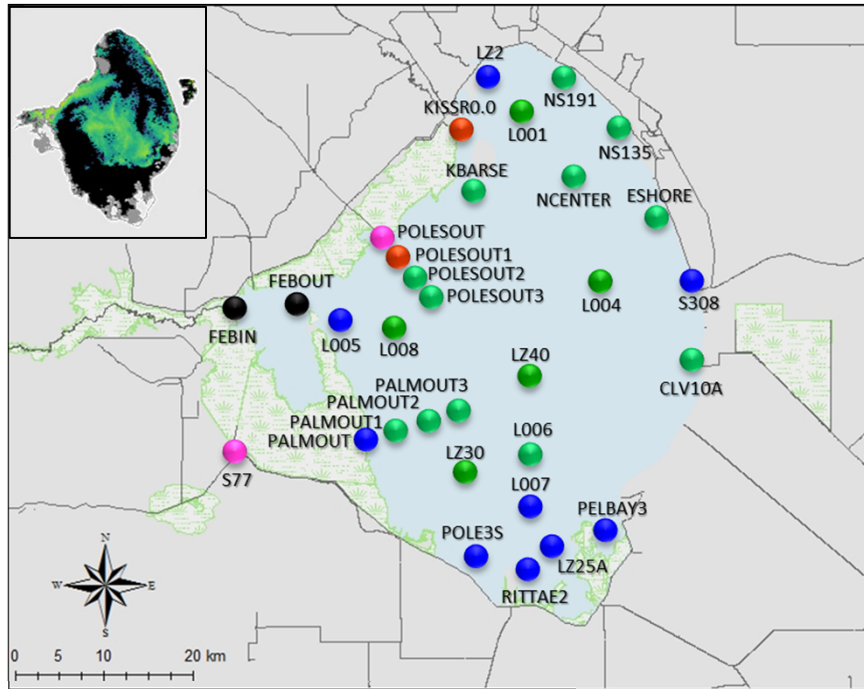 LZ2
NS191
KISSR0.0
L001
NS135
KBARSE
NCENTER
ESHORE
POLESOUT
POLESOUT1
POLESOUT2
POLESOUT3
FEBOUT
FEBIN
L005
L008
L004
S308
LZ40
CLV10A
PALMOUT3
PALMOUT2
PALMOUT1
PALMOUT
S77
L006
LZ30
L007
PELBAY3
POLE3S
LZ25A
RITTAE2
N
W E
S
0 5 10 20 km